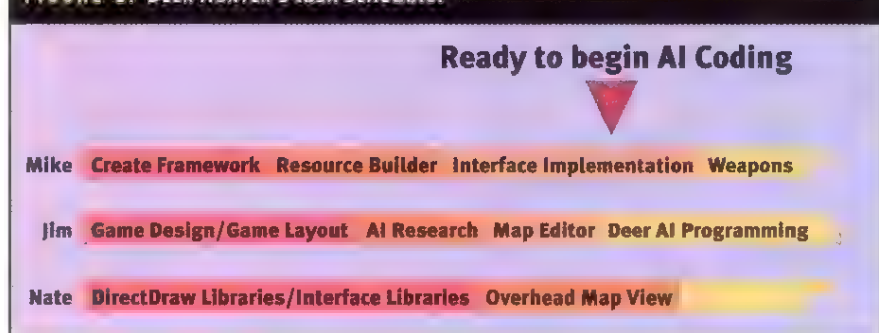 Ready to begin AI Coding
Mike Create Framework Resource Builder Interface Implementation Weapons
Jim Game Design/Game Layout AI Research Map Editor Deer AI Programming
Nate DirectDraw Libraries/Interface Libraries Overhead Map View